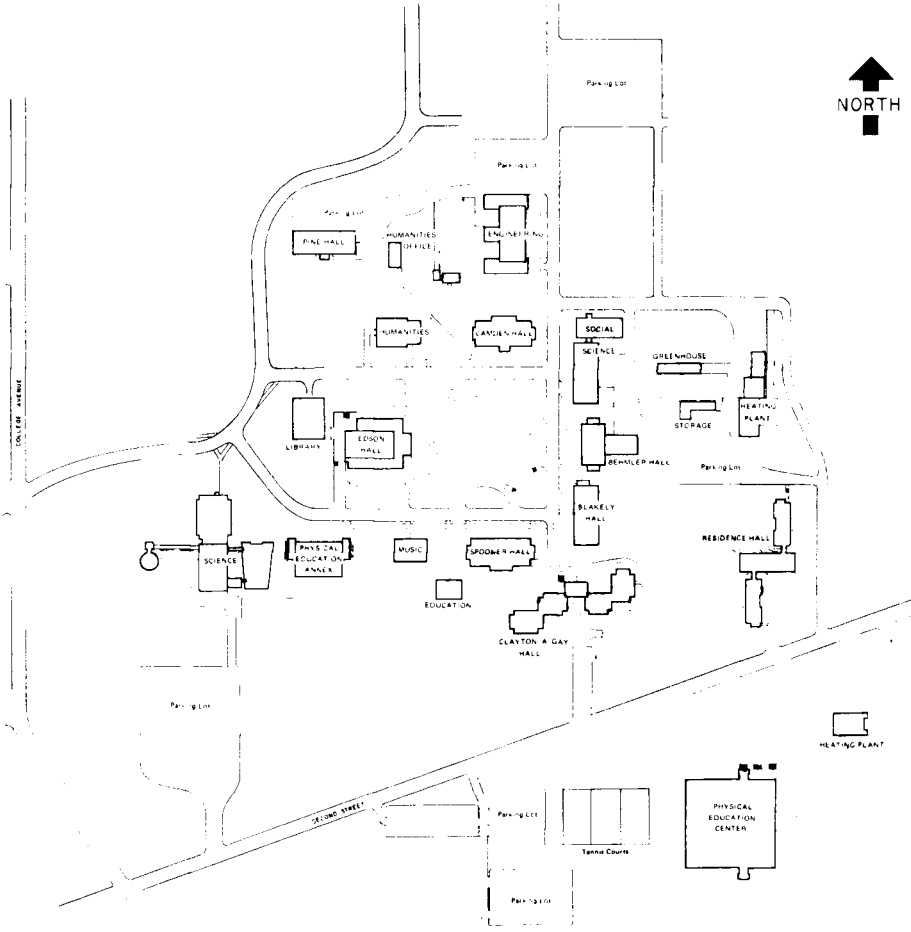 Parking Lot
NORTH
Parking Lot
Parking Lot
PINE HALL
HUMANITIES
OFFICE
ENGINEERING
HUMANITIES
CAMDEN HALL
SOCIAL
SCIENCE
GREENHOUSE
COLLEGE AVENUE
STORAGE
HEATING
PLANT
LIBRARY
EDSON
HALL
BEHMLER HALL
Parking Lot
BLAKELY
HALL
RESIDENCE HALL
SCIENCE
PHYSICAL
EDUCATION
ANNEX
MUSIC
SPOONER HALL
EDUCATION
CLAYTON A GAY
HALL
Parking Lot
HEATING PLANT
SECOND STREET
Parking Lot
PHYSICAL
EDUCATION
CENTER
Tennis Courts
Parking Lot